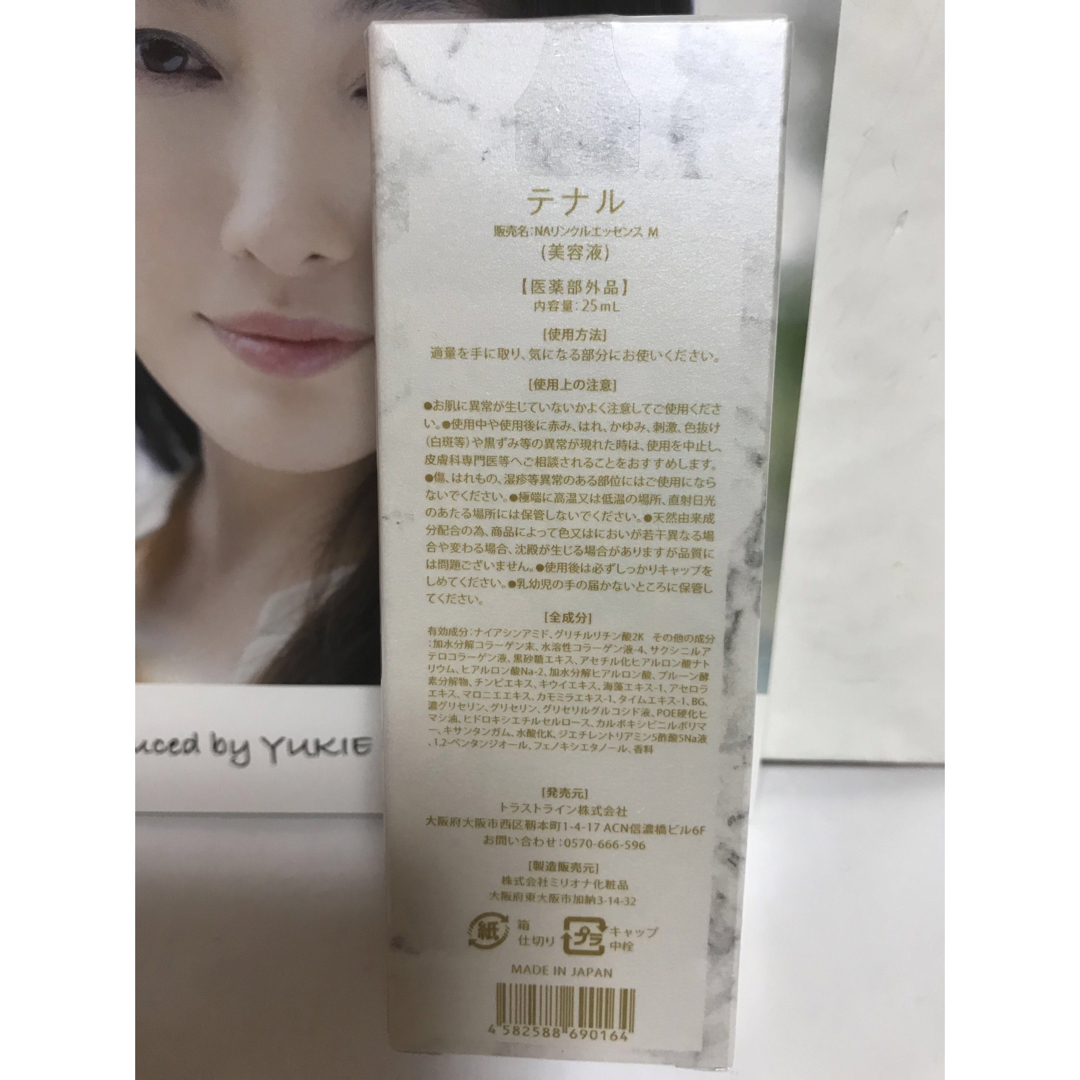 テナル
販売名：NAリンクルエッセンス M
(美容液)
【医薬部外品】
内容量：25mL
[使用方法]
適量を手に取り、気になる部分にお使いください。
[使用上の注意]
●お肌に異常が生じていないかよく注意してご使用くださ
い。●使用中や使用後に赤み、はれ、かゆみ、刺激、色抜け
(白斑等)や黒ずみ等の異常が現れた時は、使用を中止し、
皮膚科専門医等へご相談されることをおすすめします。
●傷、はれもの、湿疹等異常のある部位にはご使用になら
ないでください。●極端に高温又は低温の場所、直射日光
のあたる場所には保管しないでください。●天然由来成
分配合の為、商品によって色又はにおいが若干異なる場
合や変わる場合、沈殿が生じる場合がありますが品質に
は問題ございません。●使用後は必ずしっかりキャップを
しめてください。●乳幼児の手の届かないところに保管し
てください。
[全成分]
有効成分：ナイアシンアミド、グリチルリチン酸2K その他の成分
：加水分解コラーゲン末、水溶性コラーゲン液-4、サクシニルア
テロコラーゲン液、黒砂糖エキス、アセチル化ヒアルロン酸ナト
リウム、ヒアルロン酸Na-2、加水分解ヒアルロン酸、プルーン酵
素分解物、チンピエキス、キウイエキス、海藻エキス-1、アセロラ
エキス、マロニエエキス、カモミラエキス-1、タイムエキス-1、BG、
濃グリセリン、グリセリン、グリセリルグルコシド液、POE硬化ヒ
マシ油、ヒドロキシエチルセルロース、カルボキシビニルポリマ
ー、キサンタンガム、水酸化K、ジエチレントリアミン5酢酸5Na液
、1,2-ペンタンジオール、フェノキシエタノール、香料
uced by YUKIE
[発売元]
トラストライン株式会社
大阪府大阪市西区靱本町1-4-17 ACN信濃橋ビル6F
お問い合わせ：0570-666-596
[製造販売元]
株式会社ミリオナ化粧品
大阪府東大阪市加納3-14-32
紙 箱 仕切り プラ キャップ 中栓
MADE IN JAPAN
4 582588 690164